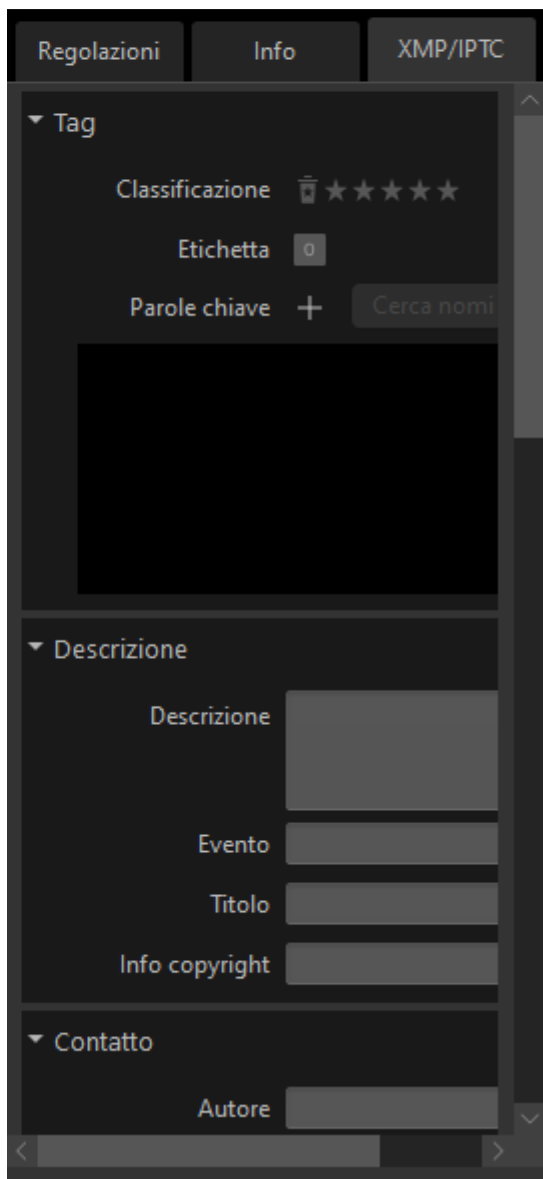 Regolazioni Info XMP/IPTC
Tag
Classificazione
Etichetta 0
Parole chiave Cerca nomi
Descrizione
Descrizione
Evento
Titolo
Info copyright
Contatto
Autore